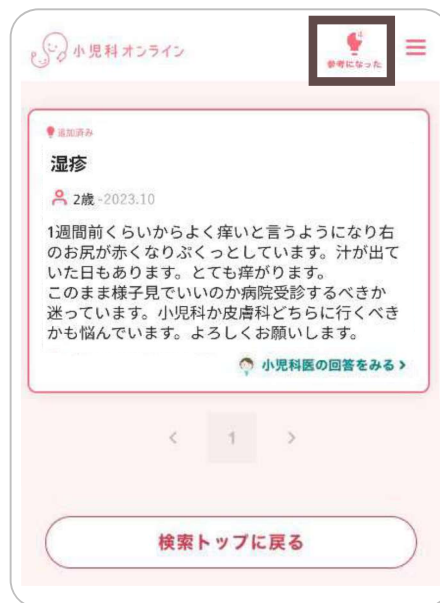 小児科オンライン
参考になった
追加済み
湿疹
2歳 -2023.10
1週間前くらいからよく痒いと言うようになり右
のお尻が赤くなりぷくっとしています。汁が出て
いた日もあります。とても痒がります。
このまま様子見でいいのか病院受診するべきか
迷っています。小児科か皮膚科どちらに行くべき
かも悩んでいます。よろしくお願いします。
小児科医の回答をみる >
< 1 >
検索トップに戻る